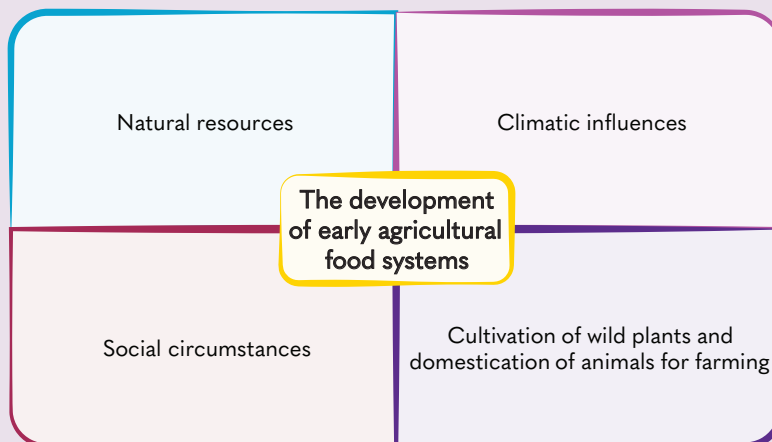 Natural resources
Climatic influences
The development
of early agricultural
food systems
Social circumstances
Cultivation of wild plants and
domestication of animals for farming